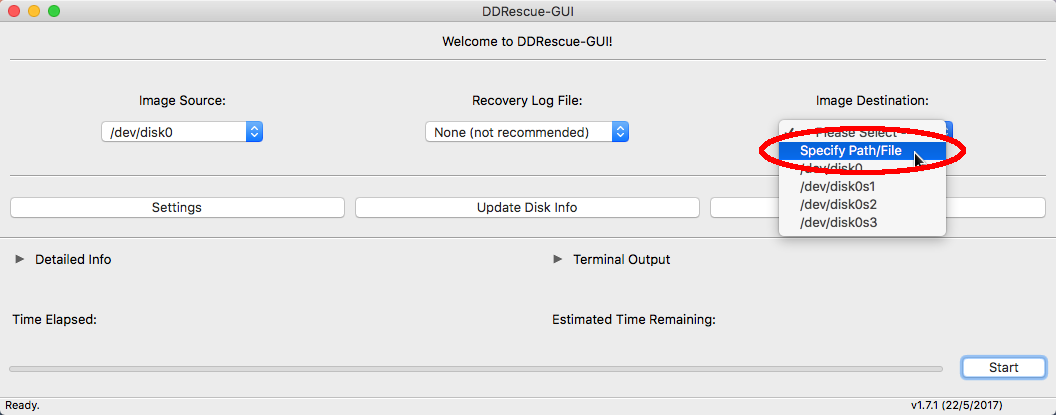 DDRescue-GUI
Welcome to DDRescue-GUI!
Image Source:
Recovery Log File:
Image Destination:
/dev/disk0
None (not recommended)
✓ Please Select
Specify Path/File
/dev/disk0
/dev/disk0s1
/dev/disk0s2
/dev/disk0s3
Settings
Update Disk Info
Detailed Info
Terminal Output
Time Elapsed:
Estimated Time Remaining:
Start
Ready.
v1.7.1 (22/5/2017)